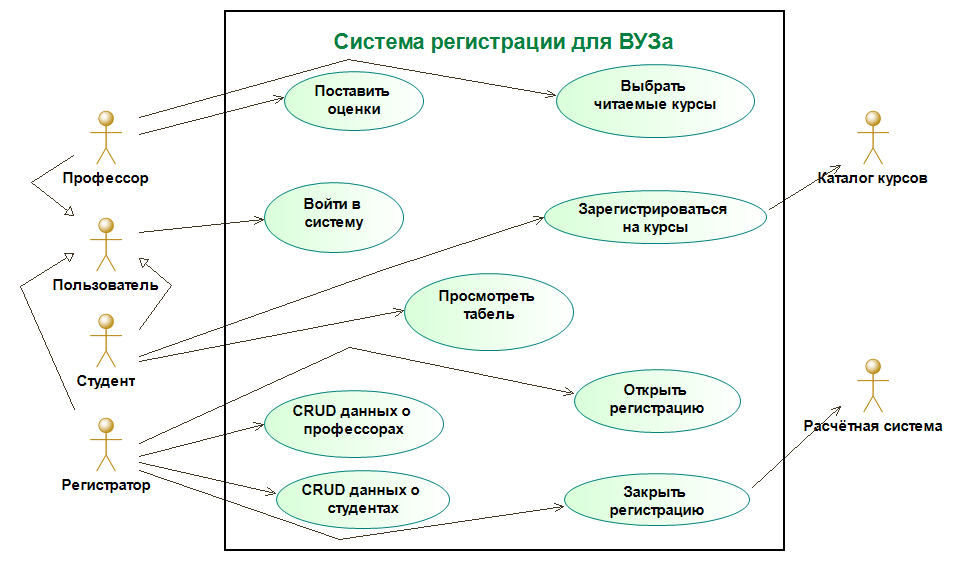 Система регистрации для ВУЗа
Поставить
оценки
Выбрать
читаемые курсы
Профессор
Каталог курсов
Войти в
систему
Зарегистрироваться
на курсы
Пользователь
Просмотреть
табель
Студент
Открыть
регистрацию
CRUD данных о
профессорах
Расчётная система
Регистратор
CRUD данных о
студентах
Закрыть
регистрацию